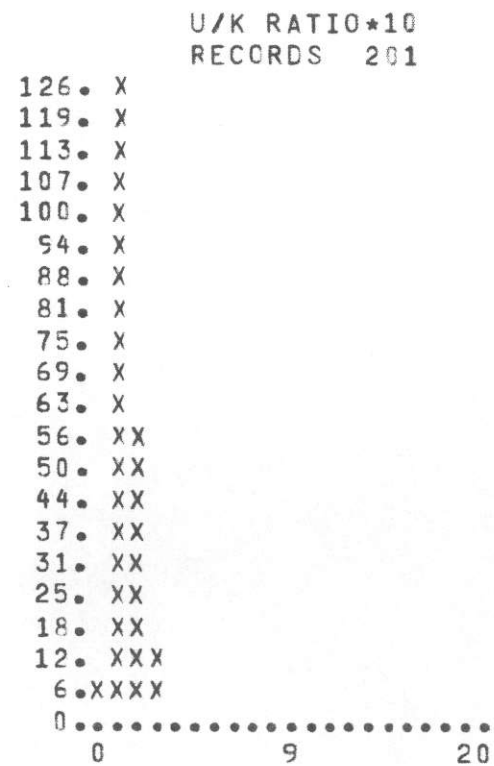 U/K RATIO*10
RECORDS 201
126. X
119. X
113. X
107. X
100. X
94. X
88. X
81. X
75. X
69. X
63. X
56. XX
50. XX
44. XX
37. XX
31. XX
25. XX
18. XX
12. XXX
6.XXXX
0.......................
0 9 20